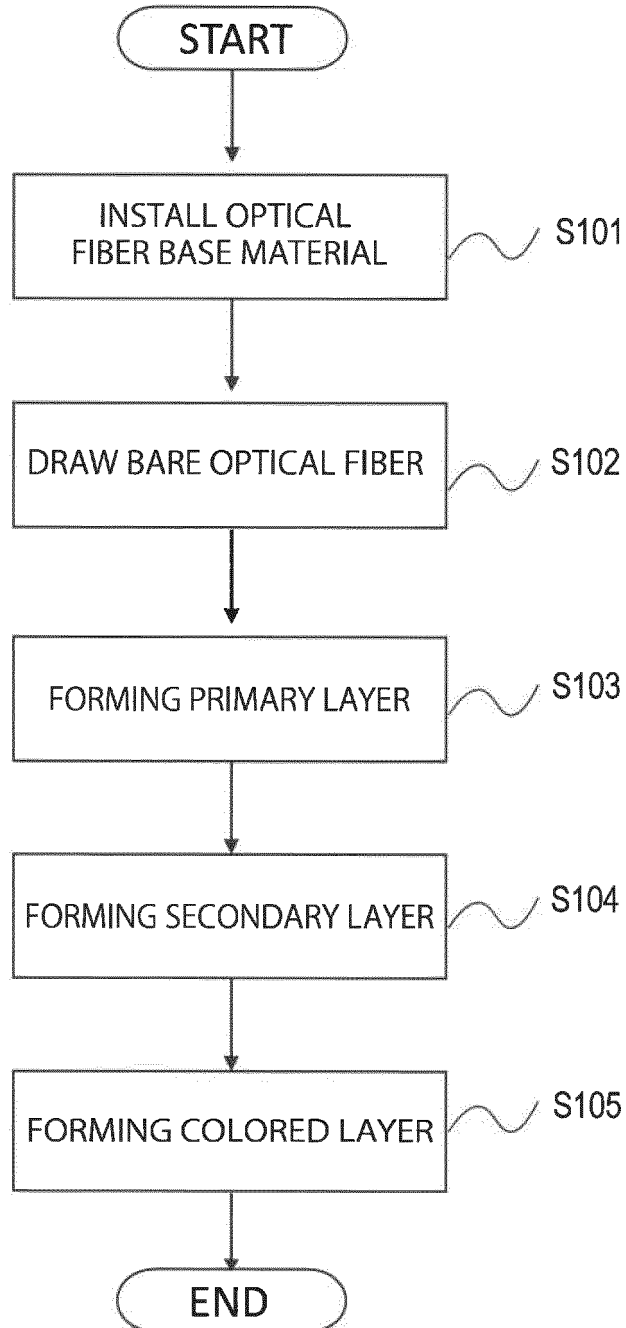 START
INSTALL OPTICAL
FIBER BASE MATERIAL
S101
DRAW BARE OPTICAL FIBER
S102
FORMING PRIMARY LAYER
S103
FORMING SECONDARY LAYER
S104
FORMING COLORED LAYER
S105
END